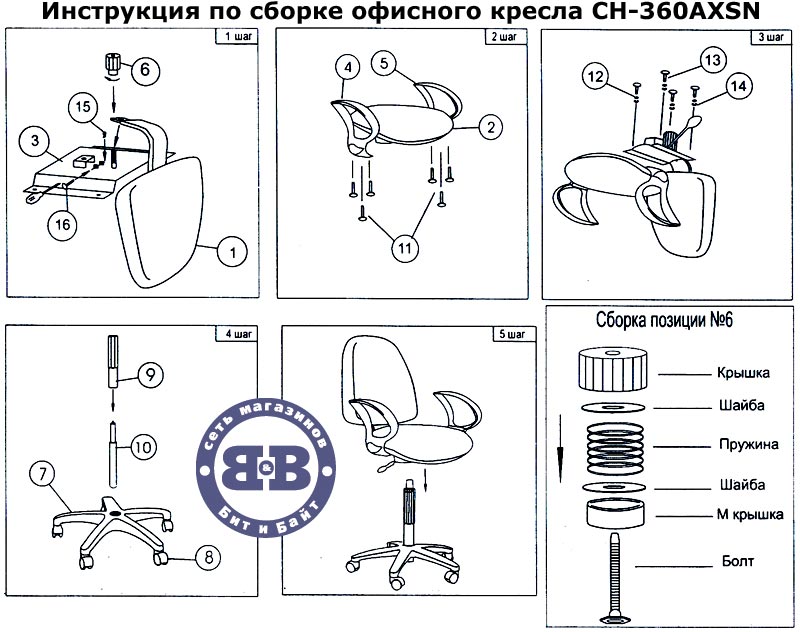 Инструкция по сборке офисного кресла CH-360AXSN
1 шаг
6
15
3
16
1
2 шаг
4
5
2
11
3 шаг
13
12
14
4 шаг
9
10
7
8
сеть магазинов
B&B
Бит и Байт
5 шаг
Сборка позиции №6
Крышка
Шайба
Пружина
Шайба
М крышка
Болт